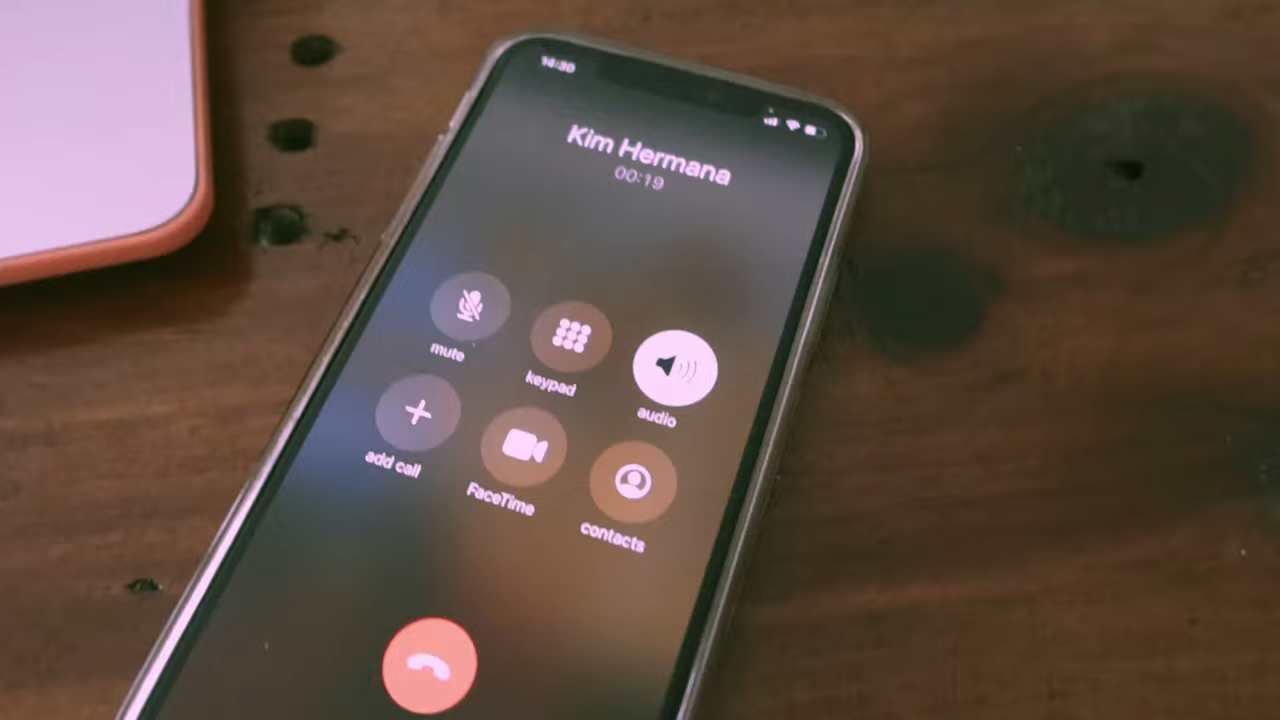 14:30
Kim Hermana
00:19
mute
keypad
audio
add call
FaceTime
contacts